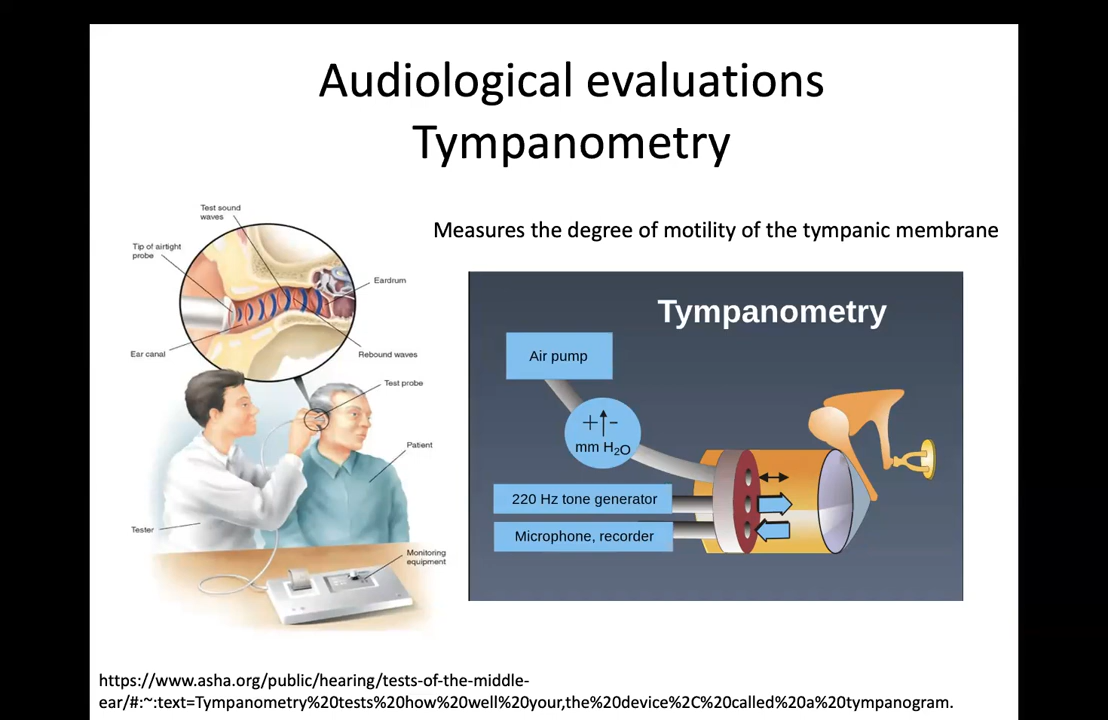 Audiological evaluations
Tympanometry
Measures the degree of motility of the tympanic membrane
Test sound
waves
Tip of airtight
probe
Eardrum
Ear canal
Rebound waves
Test probe
Patient
Tester
Monitoring
equipment
Tympanometry
Air pump
+↑-
mm H₂O
220 Hz tone generator
Microphone, recorder
https://www.asha.org/public/hearing/tests-of-the-middle-
ear/#:~:text=Tympanometry%20tests%20how%20well%20your,the%20device%2C%20called%20a%20tympanogram.